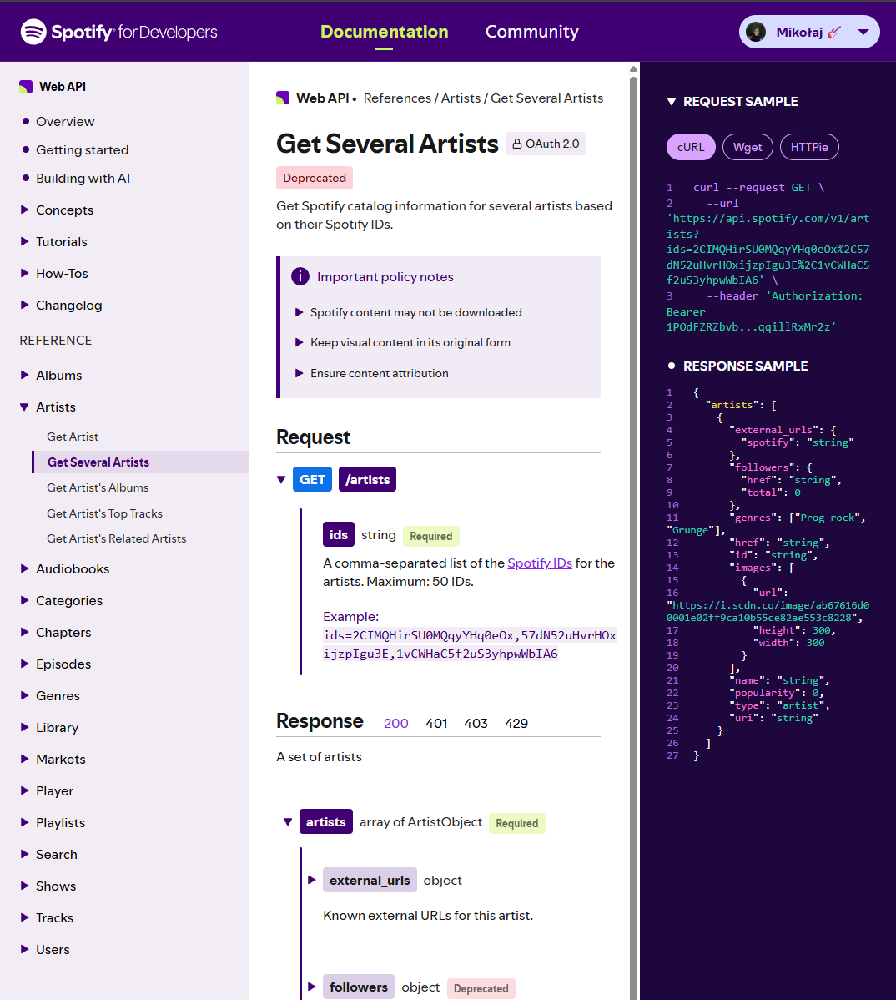 Spotify for Developers
Documentation
Community
Mikołaj 🎸
Web API
Overview
Getting started
Building with AI
Concepts
Tutorials
How-Tos
Changelog
REFERENCE
Albums
Artists
Get Artist
Get Several Artists
Get Artist's Albums
Get Artist's Top Tracks
Get Artist's Related Artists
Audiobooks
Categories
Chapters
Episodes
Genres
Library
Markets
Player
Playlists
Search
Shows
Tracks
Users
Web API • References / Artists / Get Several Artists
Get Several Artists OAuth 2.0
Deprecated
Get Spotify catalog information for several artists based
on their Spotify IDs.
Important policy notes
Spotify content may not be downloaded
Keep visual content in its original form
Ensure content attribution
Request
GET /artists
ids string Required
A comma-separated list of the Spotify IDs for the
artists. Maximum: 50 IDs.
Example:
ids=2CIMQHirSU0MQqyYHq0eOx,57dN52uHvrHOx
ijzpIgu3E,1vCWHaC5f2uS3yhpwWbIA6
Response 200 401 403 429
A set of artists
artists array of ArtistObject Required
external_urls object
Known external URLs for this artist.
followers object Deprecated
REQUEST SAMPLE
cURL Wget HTTPie
1 curl --request GET \
2 --url
'https://api.spotify.com/v1/art
ists?
ids=2CIMQHirSU0MQqyYHq0eOx%2C57
dN52uHvrHOxijzpIgu3E%2C1vCWHaC5
f2uS3yhpwWbIA6' \
3 --header 'Authorization:
Bearer
1POdFZRZbvb...qqillRxMr2z'
RESPONSE SAMPLE
1 {
2 "artists": [
3 {
4 "external_urls": {
5 "spotify": "string"
6 },
7 "followers": {
8 "href": "string",
9 "total": 0
10 },
11 "genres": ["Prog rock",
"Grunge"],
12 "href": "string",
13 "id": "string",
14 "images": [
15 {
16 "url":
"https://i.scdn.co/image/ab67616d0
0001e02ff9ca10b55ce82ae553c8228",
17 "height": 300,
18 "width": 300
19 }
20 ],
21 "name": "string",
22 "popularity": 0,
23 "type": "artist",
24 "uri": "string"
25 }
26 ]
27 }